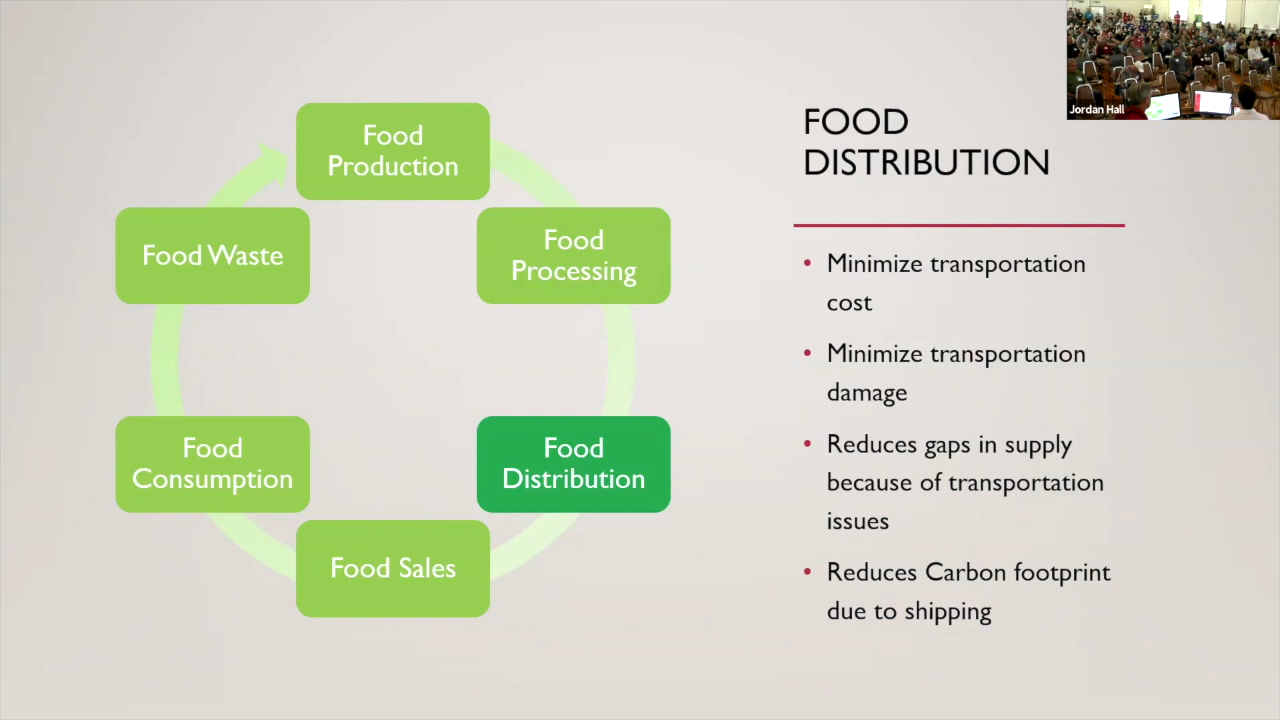 Food
Production
Food Waste
Food
Processing
Food
Consumption
Food
Distribution
Food Sales
FOOD
DISTRIBUTION
• Minimize transportation
cost
• Minimize transportation
damage
• Reduces gaps in supply
because of transportation
issues
• Reduces Carbon footprint
due to shipping
Jordan Hall